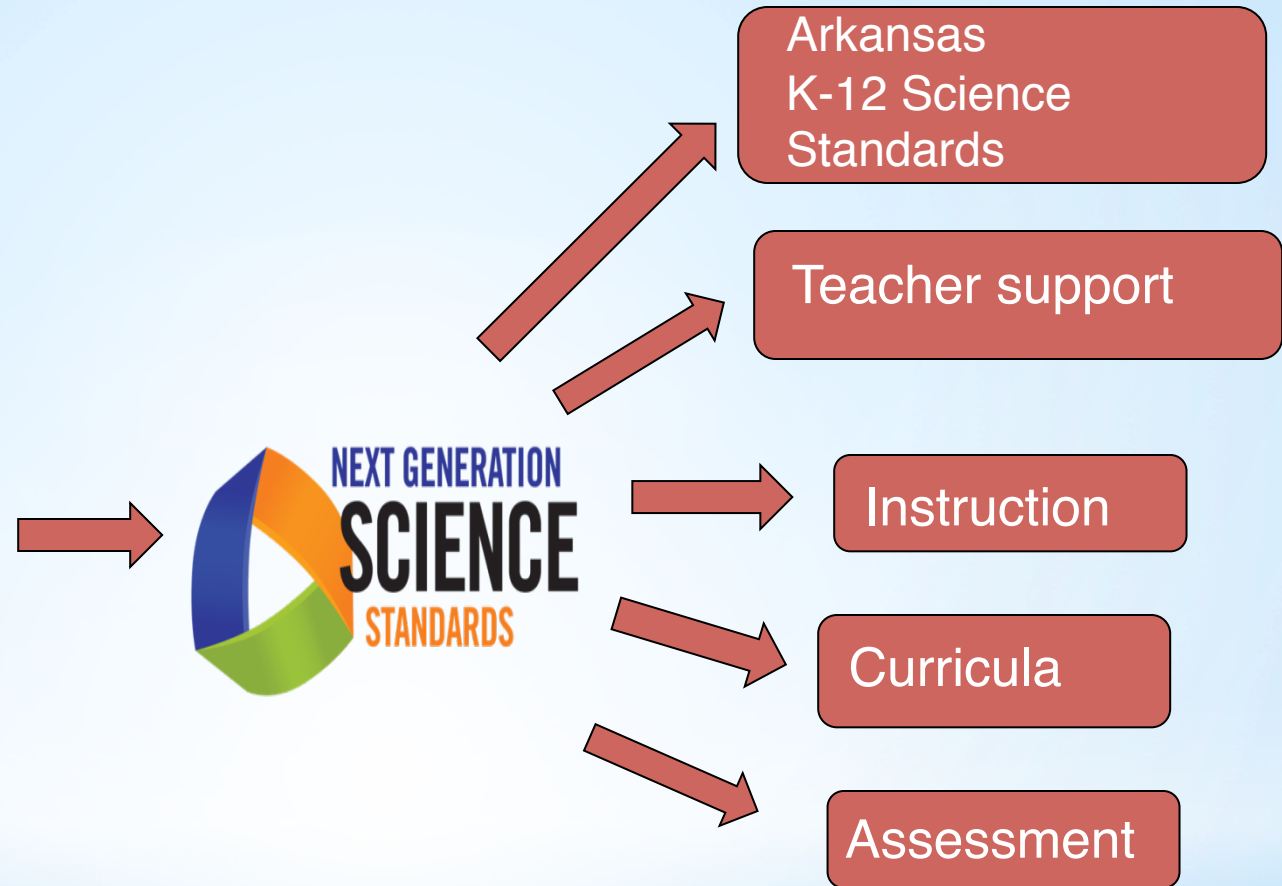 Arkansas
K-12 Science
Standards
Teacher support
NEXT GENERATION
SCIENCE
STANDARDS
Instruction
Curricula
Assessment